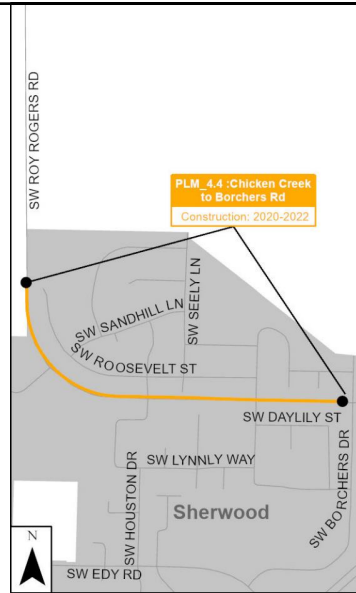 SW ROY ROGERS RD
PLM_4.4 :Chicken Creek
to Borchers Rd
Construction: 2020-2022
SW SEELY LN
SW SANDHILL LN
SW ROOSEVELT ST
SW DAYLILY ST
SW LYNNLY WAY
SW HOUSTON DR
SW BORCHERS DR
Sherwood
SW EDY RD
N